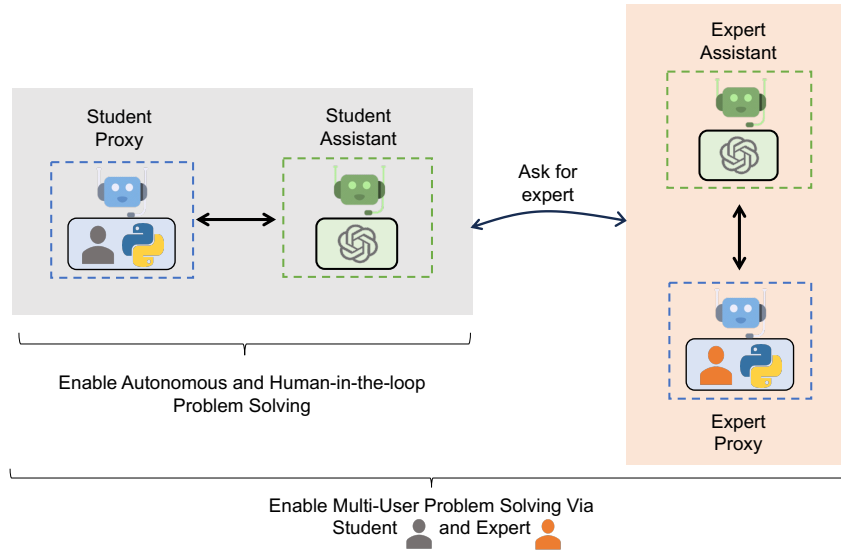 Student
Proxy
Student
Assistant
Ask for
expert
Expert
Assistant
Expert
Proxy
Enable Autonomous and Human-in-the-loop
Problem Solving
Enable Multi-User Problem Solving Via
Student and Expert